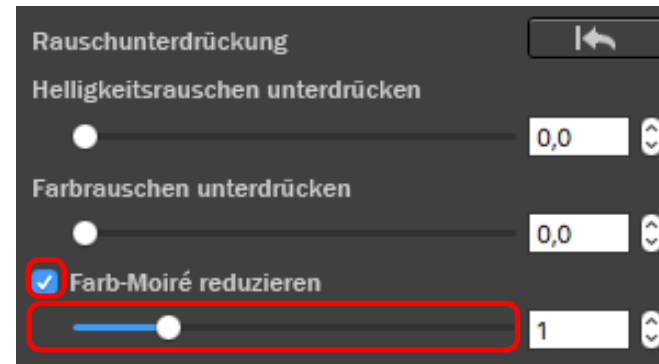 Rauschunterdrückung
Helligkeitsrauschen unterdrücken
0,0
Farbrauschen unterdrücken
0,0
Farb-Moiré reduzieren
1